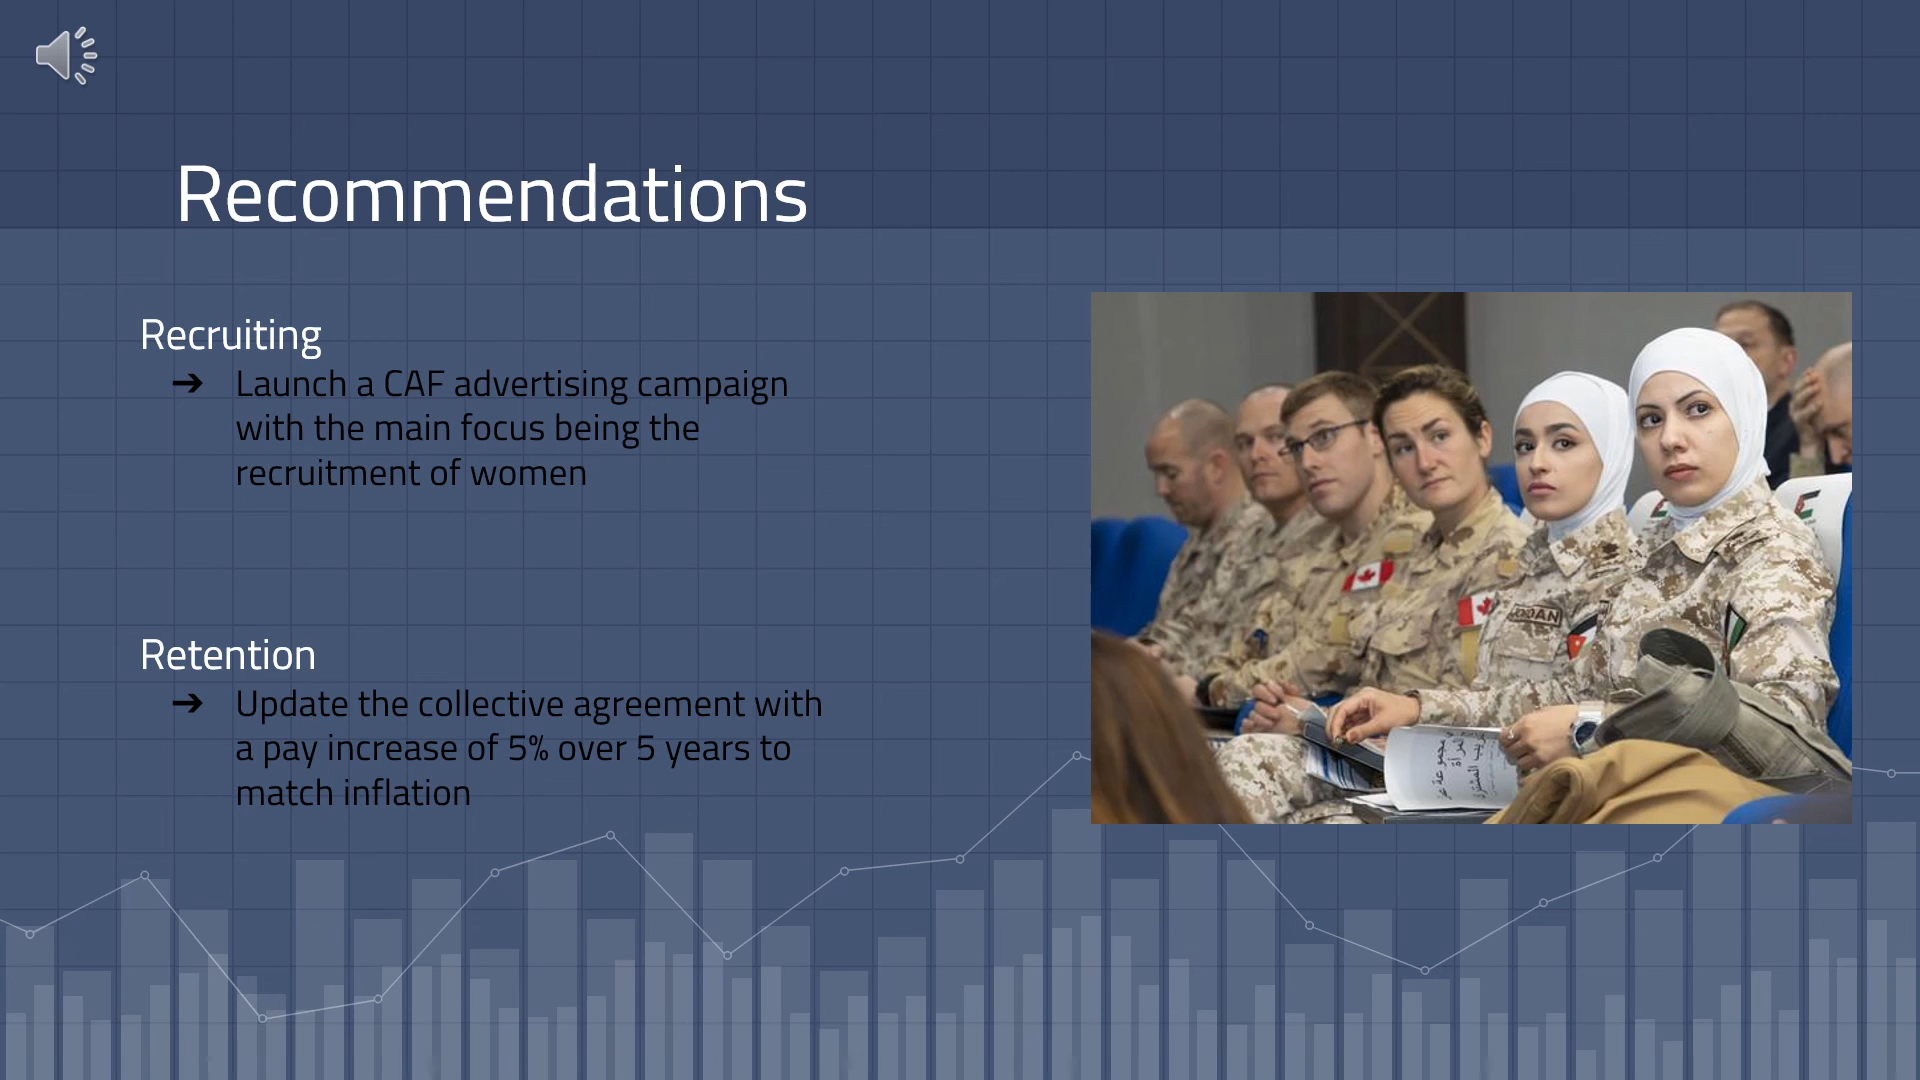 Recommendations
Recruiting
➔ Launch a CAF advertising campaign
with the main focus being the
recruitment of women
Retention
➔ Update the collective agreement with
a pay increase of 5% over 5 years to
match inflation
JORDAN